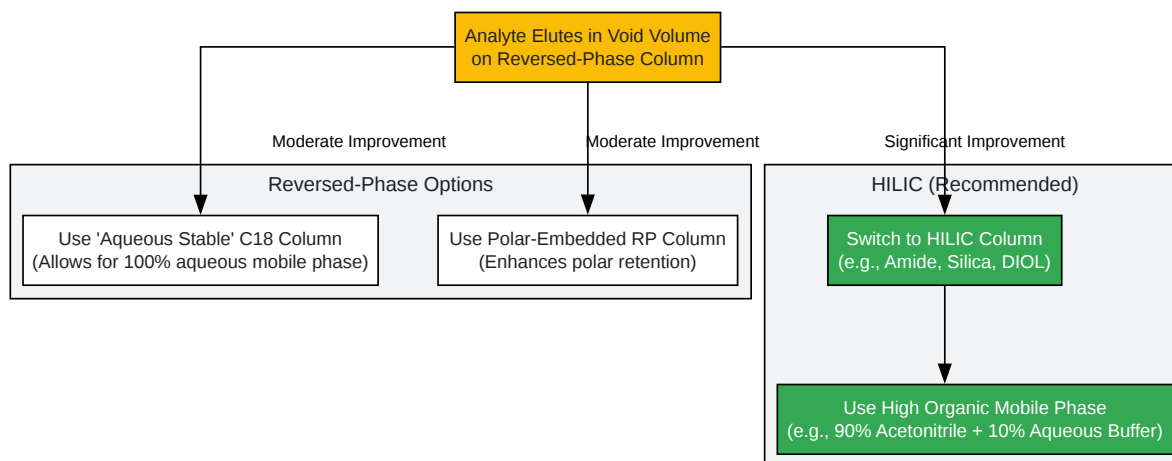 Analyte Elutes in Void Volume
on Reversed-Phase Column
Moderate Improvement
Moderate Improvement
Significant Improvement
Reversed-Phase Options
HILIC (Recommended)
Use 'Aqueous Stable' C18 Column
(Allows for 100% aqueous mobile phase)
Use Polar-Embedded RP Column
(Enhances polar retention)
Switch to HILIC Column
(e.g., Amide, Silica, DIOL)
Use High Organic Mobile Phase
(e.g., 90% Acetonitrile + 10% Aqueous Buffer)